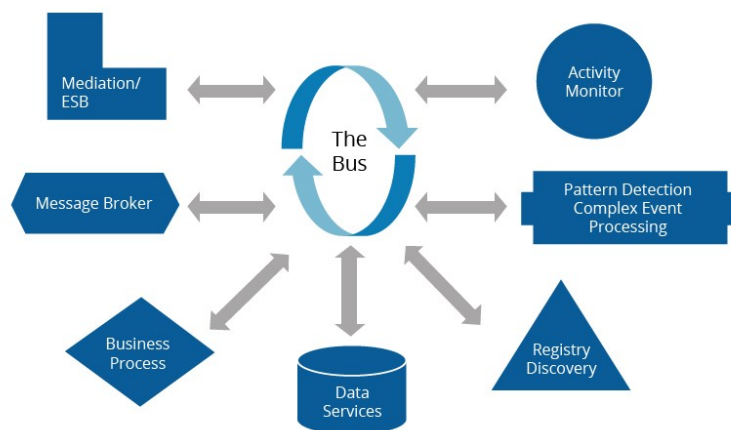 Mediation/
ESB
Activity
Monitor
The
Bus
Message Broker
Pattern Detection
Complex Event
Processing
Business
Process
Data
Services
Registry
Discovery